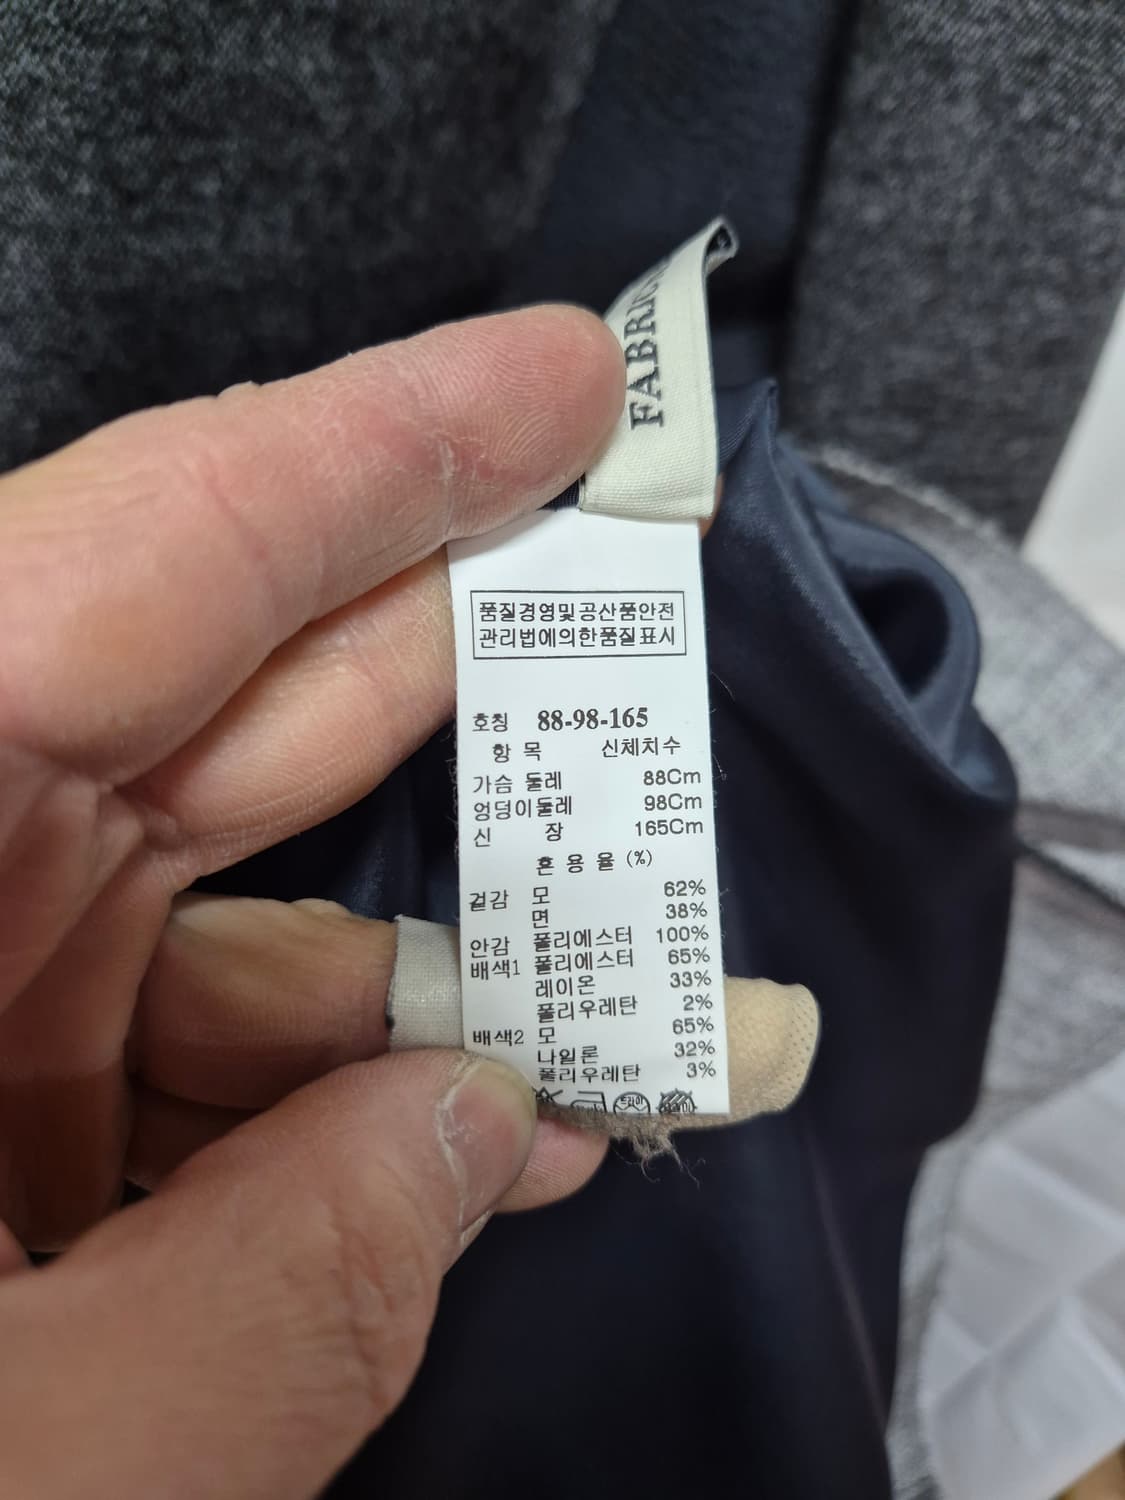 FABRIC
품질경영및공산품안전
관리법에의한품질표시
호칭 88-98-165
항 목 신체치수
가슴 둘레 88Cm
엉덩이둘레 98Cm
신 장 165Cm
혼 용 율 (%)
겉감 모 62%
면 38%
안감 폴리에스터 100%
배색1 폴리에스터 65%
레이온 33%
폴리우레탄 2%
배색2 모 65%
나일론 32%
폴리우레탄 3%
드라이